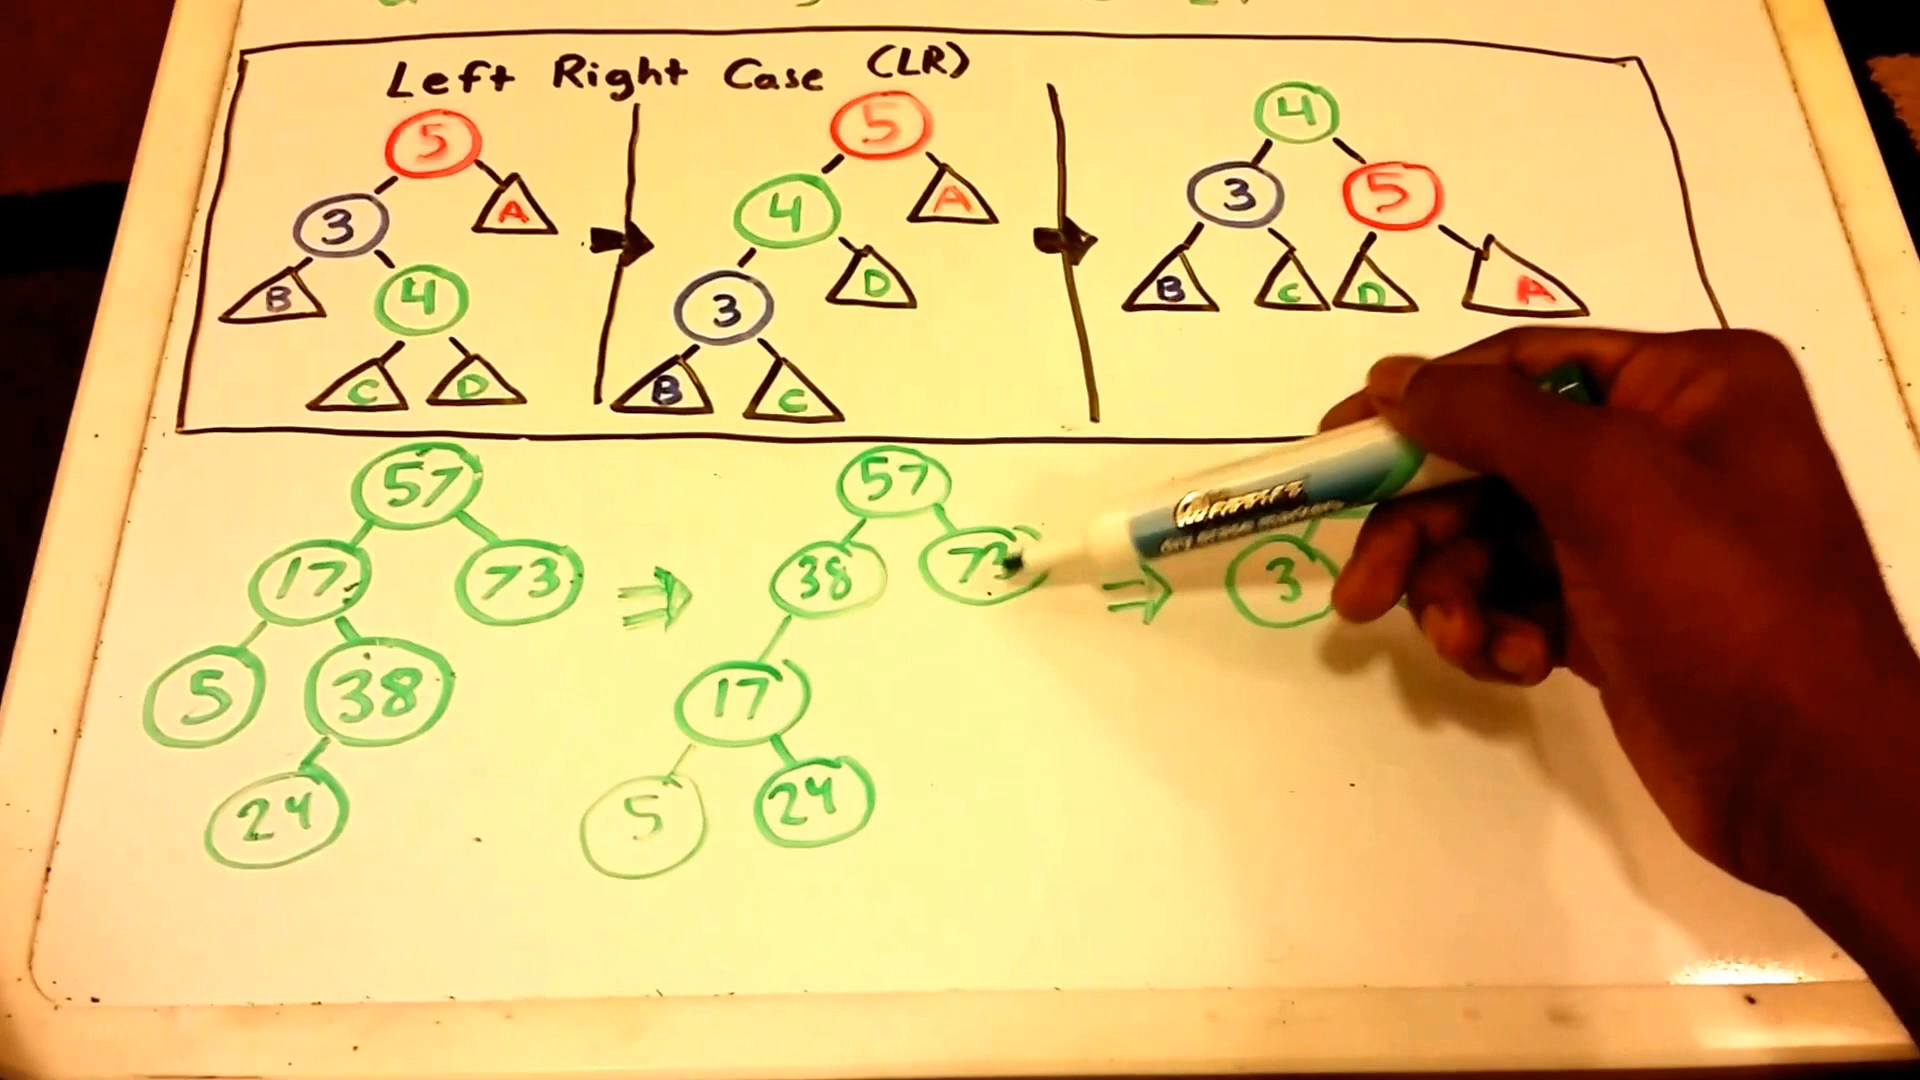 Left Right Case (LR)
5 5 4
3 A 4 A 3 5
B 4 3 D B C D A
C D B C
57 57
17 73 38 73 3
5 38 17
24 5 24